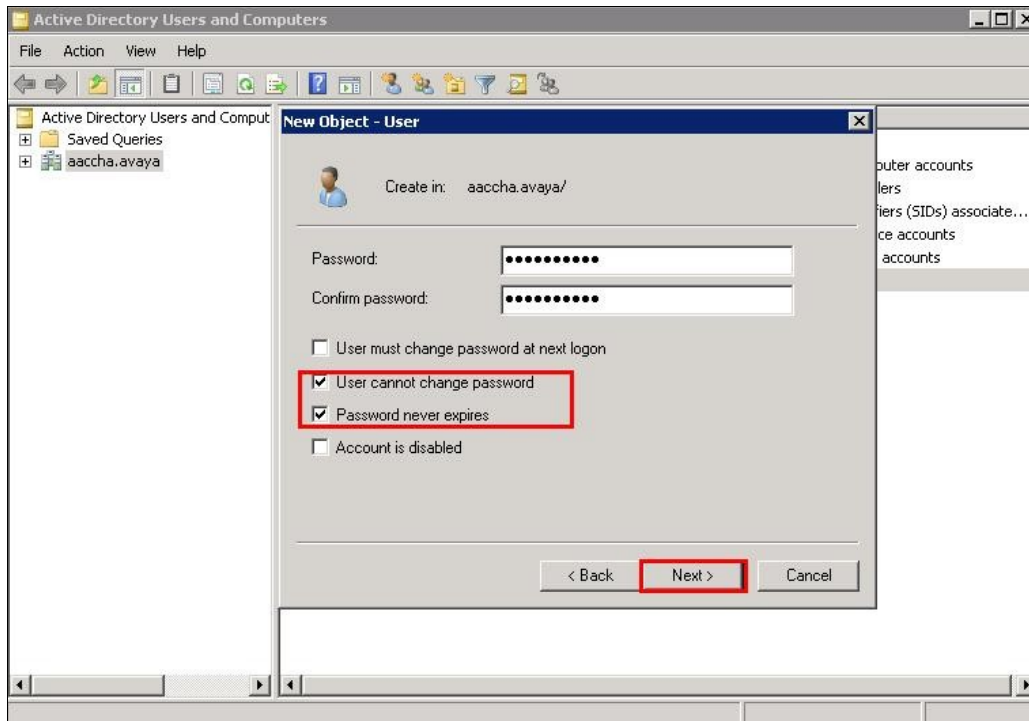 Active Directory Users and Computers
File Action View Help
Active Directory Users and Comput
Saved Queries
aaccha.avaya
New Object - User
Create in: aaccha.avaya/
Password:
Confirm password:
User must change password at next logon
User cannot change password
Password never expires
Account is disabled
< Back Next > Cancel
puter accounts
lers
fiers (SIDs) associate...
ce accounts
accounts